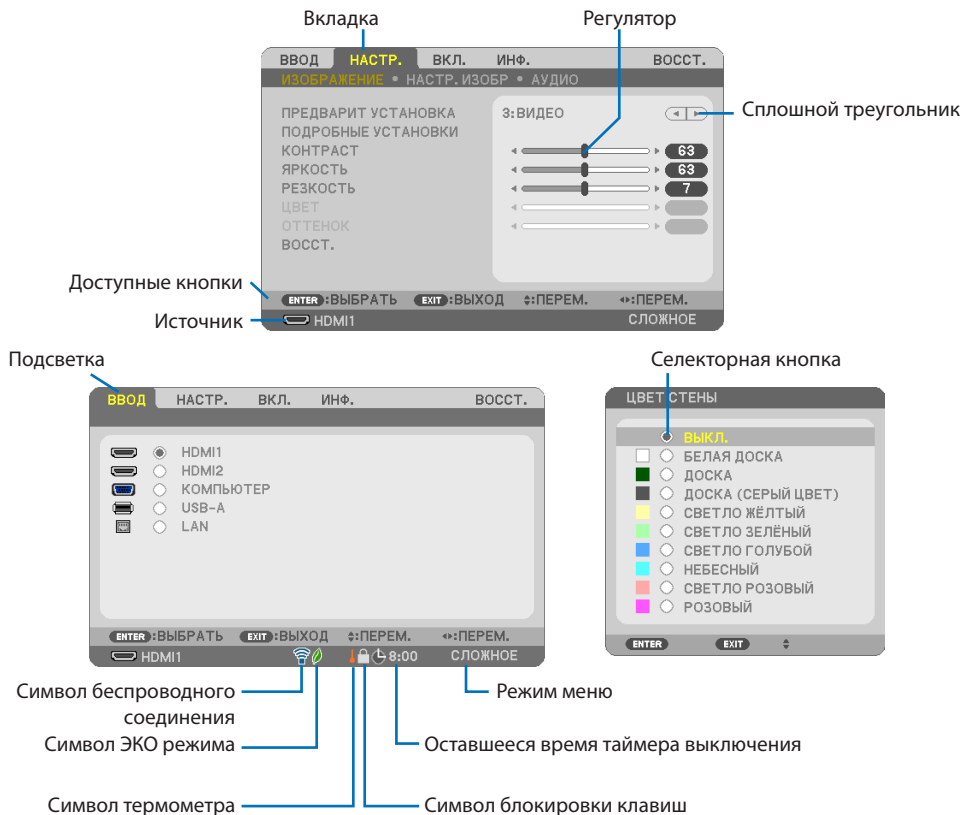 Вкладка
Регулятор
ВВОД НАСТР. ВКЛ. ИНФ. ВОССТ.
ИЗОБРАЖЕНИЕ • НАСТР. ИЗОБР • АУДИО
ПРЕДВАРИТ УСТАНОВКА 3:ВИДЕО
Сплошной треугольник
ПОДРОБНЫЕ УСТАНОВКИ
КОНТРАСТ 63
ЯРКОСТЬ 63
РЕЗКОСТЬ 7
ЦВЕТ
ОТТЕНОК
ВОССТ.
Доступные кнопки
ENTER:ВЫБРАТЬ EXIT:ВЫХОД :ПЕРЕМ. :ПЕРЕМ.
Источник
HDMI1 СЛОЖНОЕ
Подсветка
ВВОД НАСТР. ВКЛ. ИНФ. ВОССТ.
HDMI1
HDMI2
КОМПЬЮТЕР
USB-A
LAN
ENTER:ВЫБРАТЬ EXIT:ВЫХОД :ПЕРЕМ. :ПЕРЕМ.
HDMI1 8:00 СЛОЖНОЕ
Селекторная кнопка
ЦВЕТ СТЕНЫ
ВЫКЛ.
БЕЛАЯ ДОСКА
ДОСКА
ДОСКА (СЕРЫЙ ЦВЕТ)
СВЕТЛО ЖЁЛТЫЙ
СВЕТЛО ЗЕЛЁНЫЙ
СВЕТЛО ГОЛУБОЙ
НЕБЕСНЫЙ
СВЕТЛО РОЗОВЫЙ
РОЗОВЫЙ
ENTER EXIT
Символ беспроводного
соединения
Режим меню
Символ ЭКО режима
Оставшееся время таймера выключения
Символ термометра
Символ блокировки клавиш